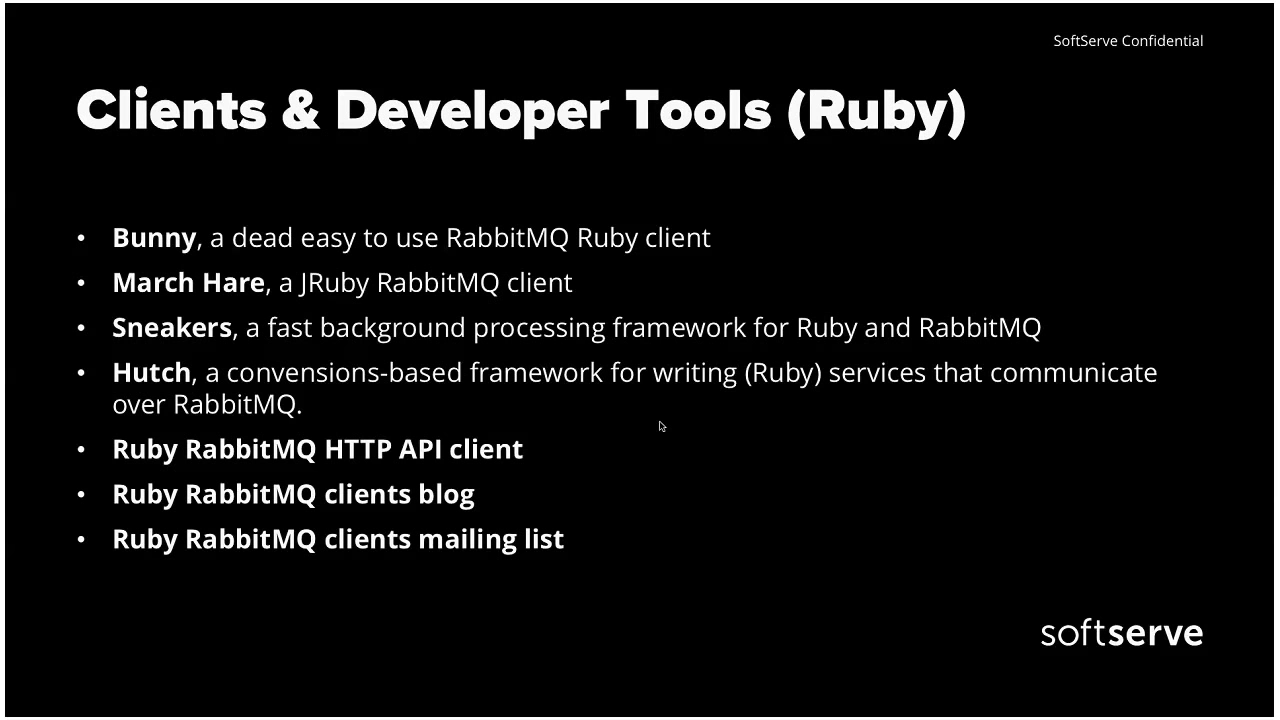 SoftServe Confidential
Clients & Developer Tools (Ruby)
• Bunny, a dead easy to use RabbitMQ Ruby client
• March Hare, a JRuby RabbitMQ client
• Sneakers, a fast background processing framework for Ruby and RabbitMQ
• Hutch, a convensions-based framework for writing (Ruby) services that communicate
over RabbitMQ.
• Ruby RabbitMQ HTTP API client
• Ruby RabbitMQ clients blog
• Ruby RabbitMQ clients mailing list
softserve